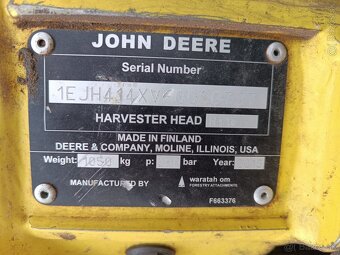 JOHN DEERE
Serial Number
HARVESTER HEAD
MADE IN FINLAND
DEERE & COMPANY, MOLINE, ILLINOIS, USA
Weight: 1050 kg p: bar Year:
MANUFACTURED BY waratah om
FORESTRY ATTACHMENTS
F663376